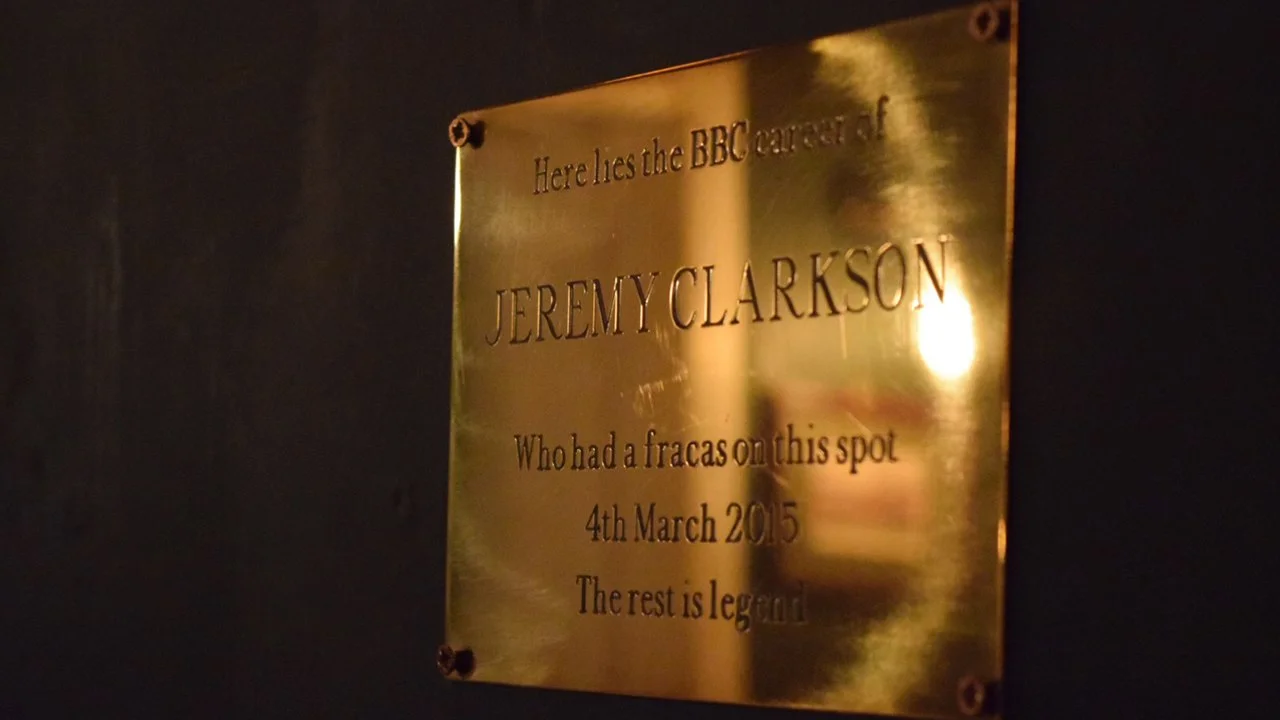 Here lies the BBC career of
JEREMY CLARKSON
Who had a fracas on this spot
4th March 2015
The rest is legend